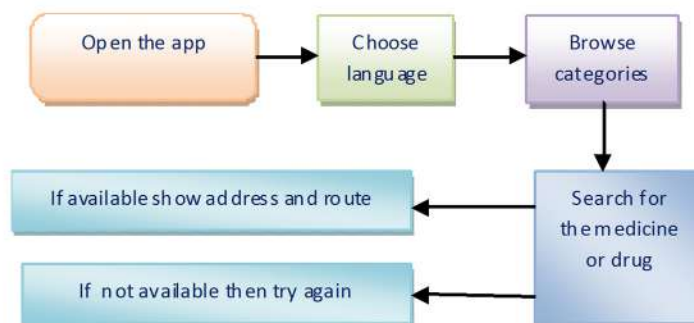 Open the app
Choose
language
Browse
categories
Search for
the medicine
or drug
If available show address and route
If not available then try again